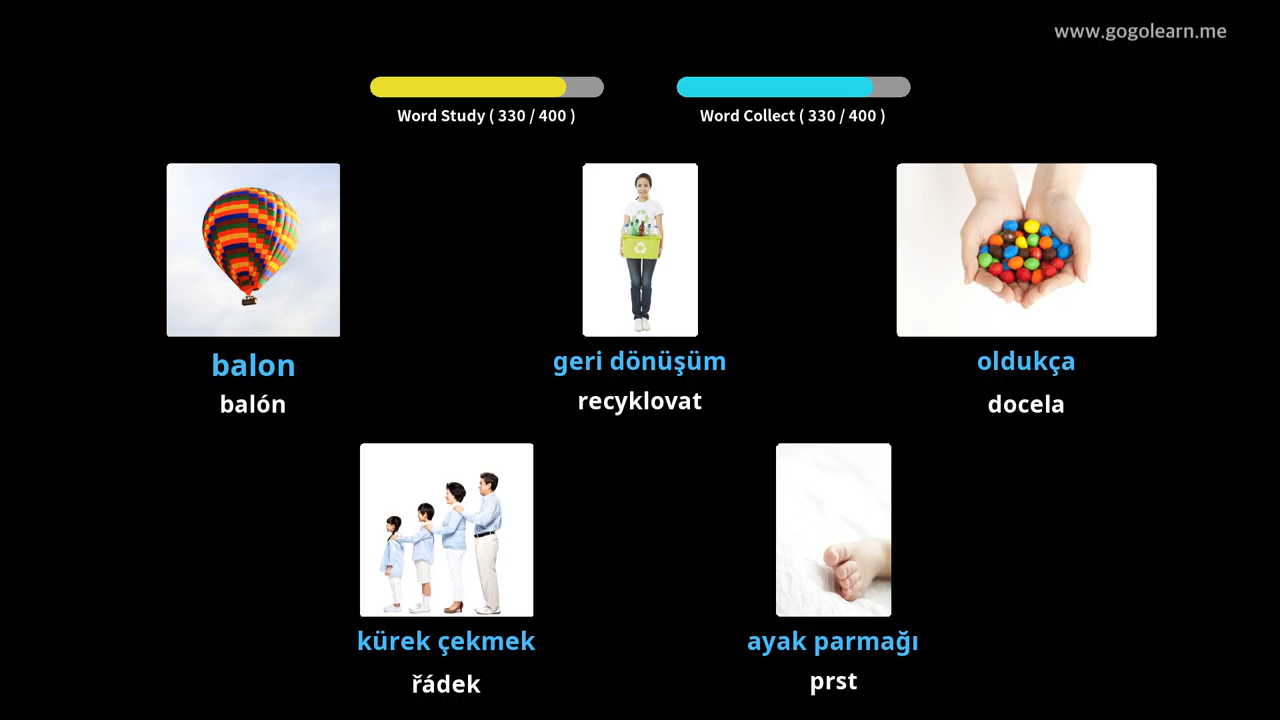 www.gogolearn.me
Word Study ( 330 / 400 )
Word Collect ( 330 / 400 )
balon
balón
geri dönüşüm
recyklovat
oldukça
docela
kürek çekmek
řádek
ayak parmağı
prst